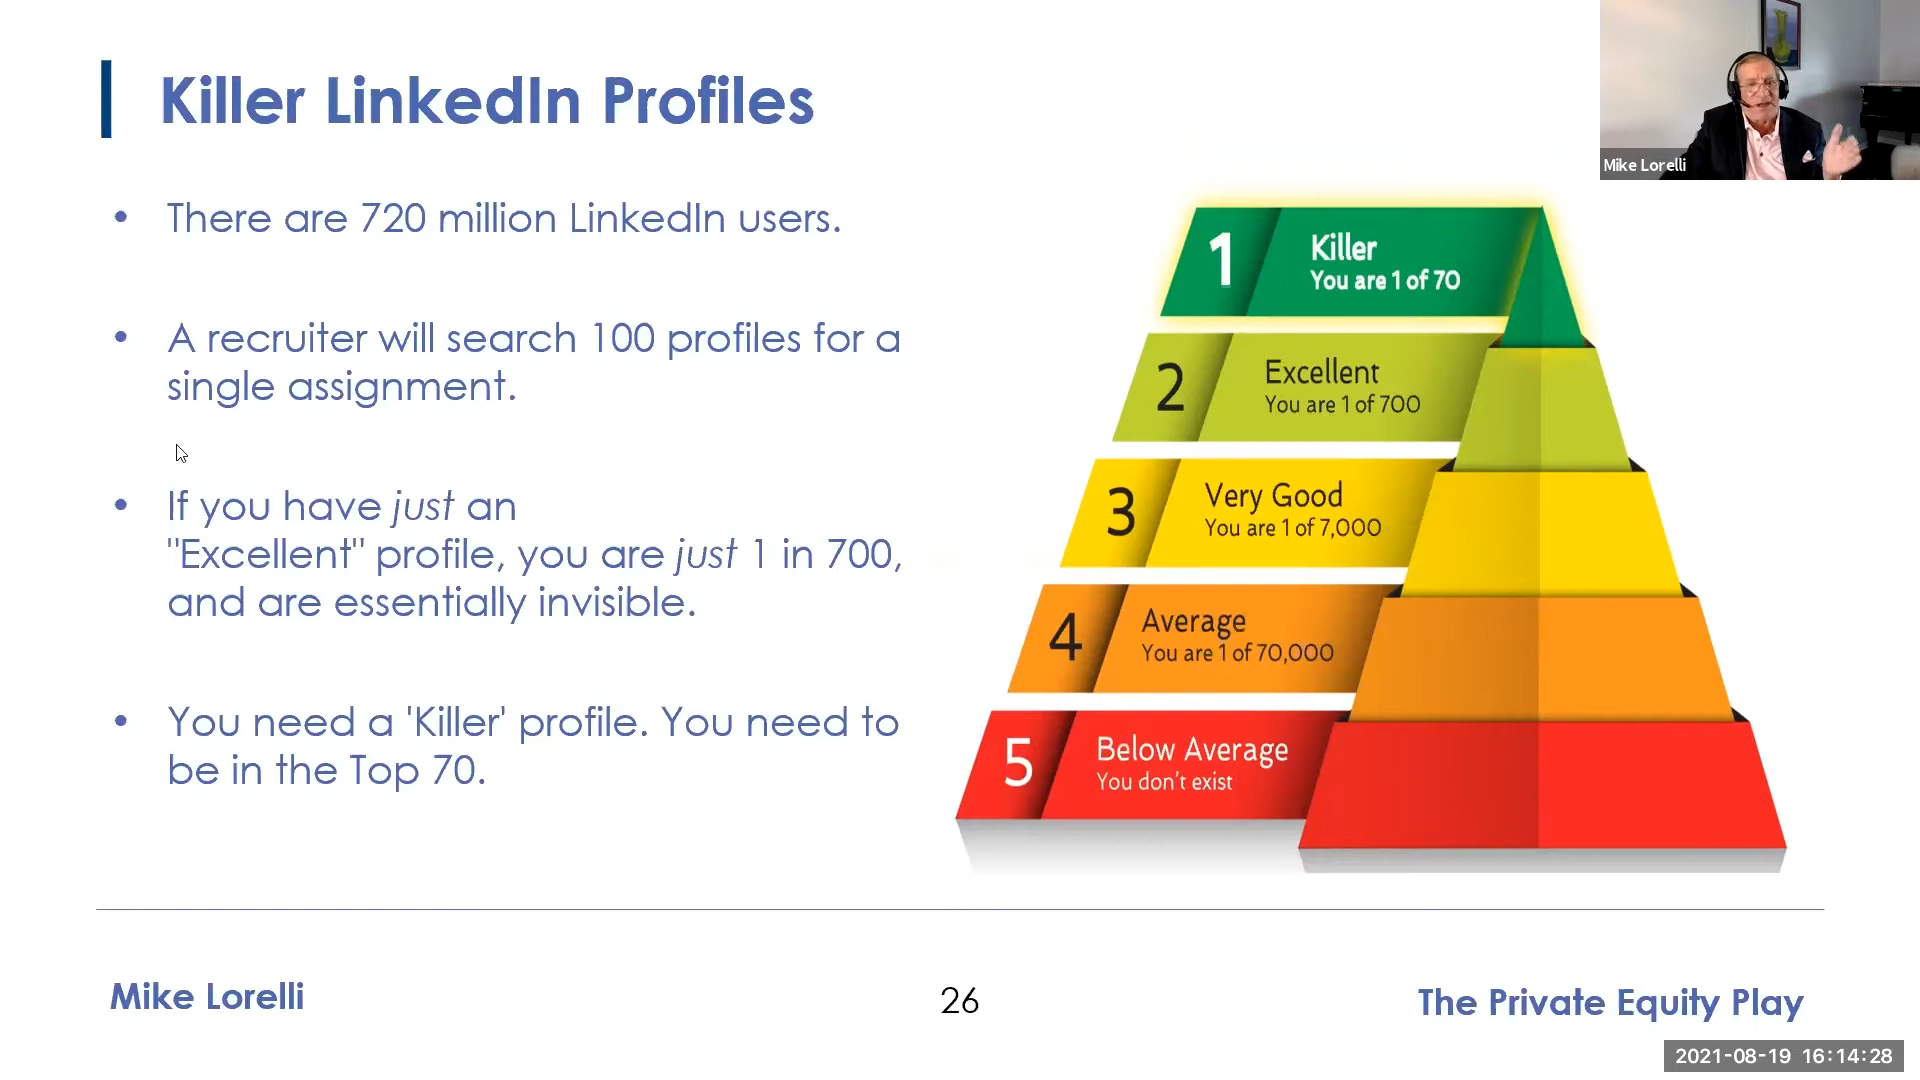 Killer LinkedIn Profiles
Mike Lorelli
• There are 720 million LinkedIn users.
• A recruiter will search 100 profiles for a
single assignment.
• If you have just an
"Excellent" profile, you are just 1 in 700,
and are essentially invisible.
• You need a 'Killer' profile. You need to
be in the Top 70.
1
Killer
You are 1 of 70
2
Excellent
You are 1 of 700
3
Very Good
You are 1 of 7,000
4
Average
You are 1 of 70,000
5
Below Average
You don't exist
Mike Lorelli
26
The Private Equity Play
2021-08-19 16:14:28